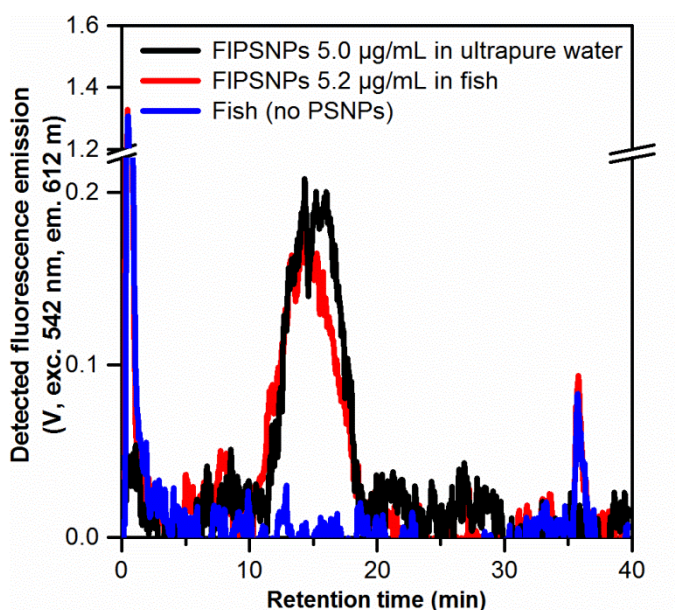 FlPSNPs 5.0 µg/mL in ultrapure water
FlPSNPs 5.2 µg/mL in fish
Fish (no PSNPs)
Detected fluorescence emission
(V, exc. 542 nm, em. 612 m)
1.6
1.4
1.2
0.2
0.1
0.0
0
10
20
30
40
Retention time (min)